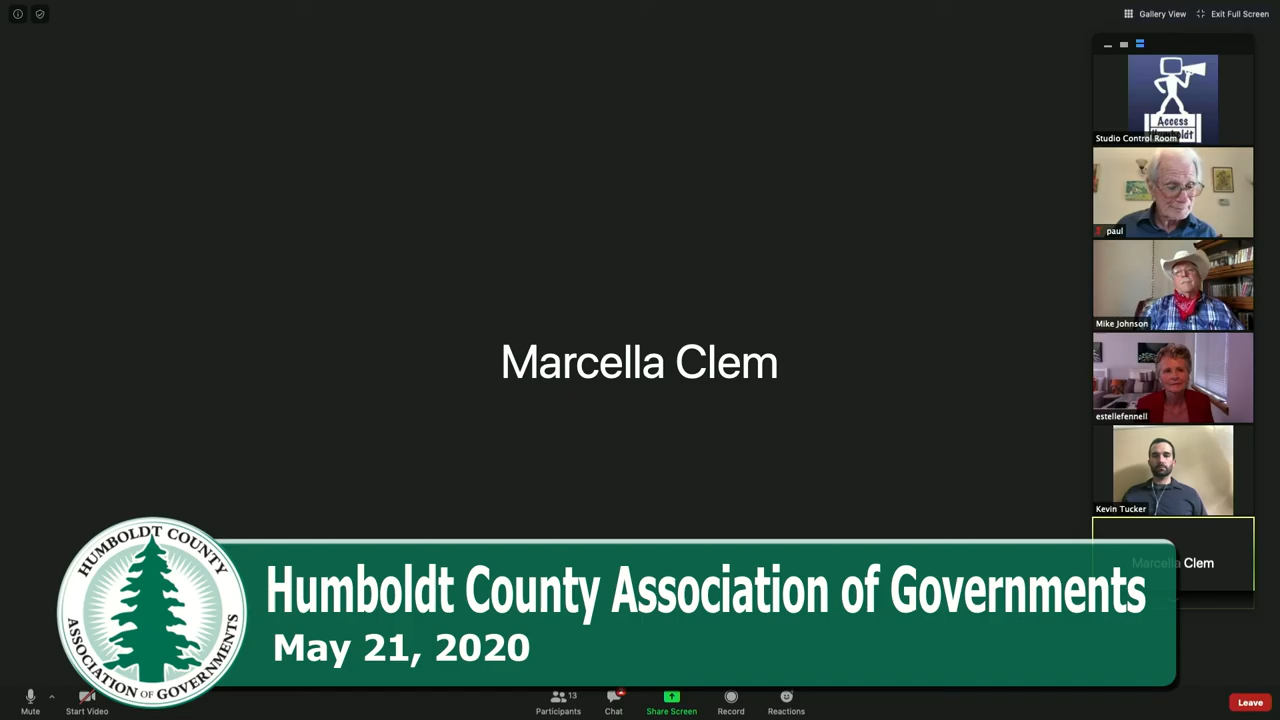 Gallery View
Exit Full Screen
Access
Humboldt
Studio Control Room
paul
Mike Johnson
estellefennell
Kevin Tucker
Marcella Clem
Marcella Clem
HUMBOLDT COUNTY
ASSOCIATION OF GOVERNMENTS
Humboldt County Association of Governments
May 21, 2020
Mute
Start Video
13
Participants
Chat
Share Screen
Record
Reactions
Leave